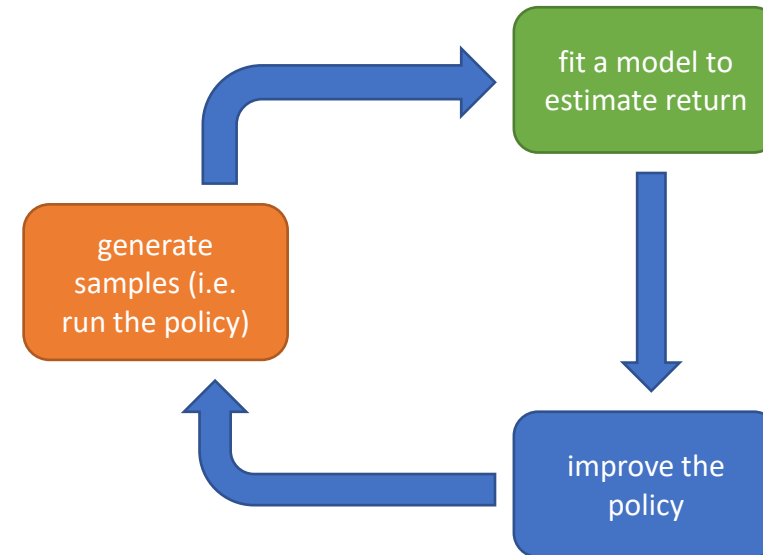 fit a model to
estimate return
generate
samples (i.e.
run the policy)
improve the
policy